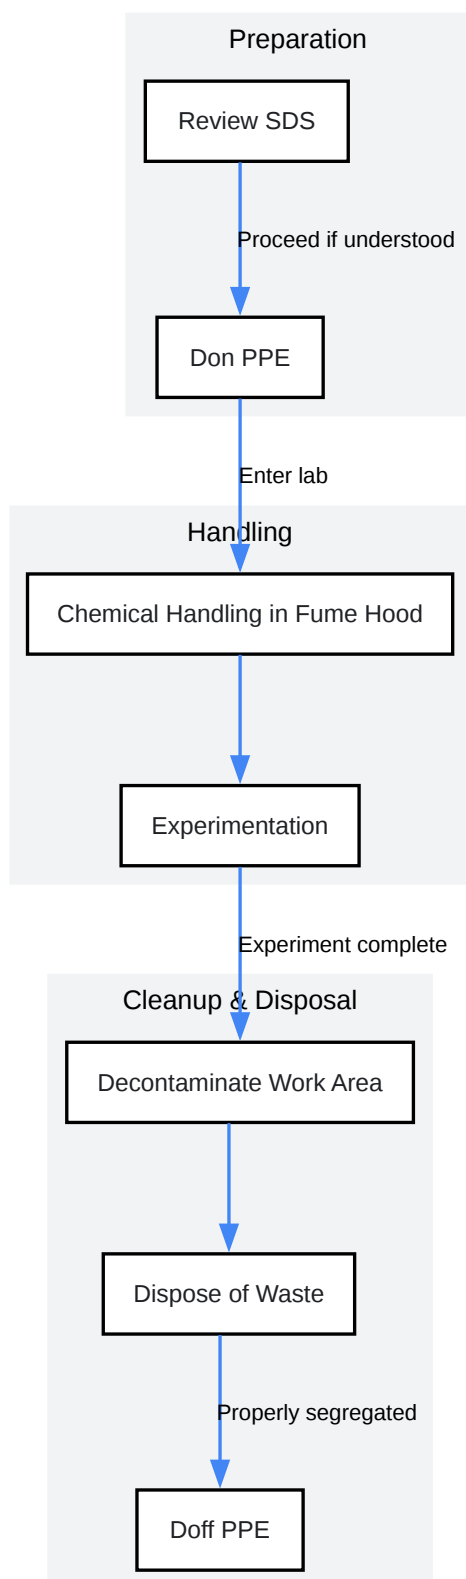 Preparation
Review SDS
Proceed if understood
Don PPE
Enter lab
Handling
Chemical Handling in Fume Hood
Experimentation
Experiment complete
Cleanup & Disposal
Decontaminate Work Area
Dispose of Waste
Properly segregated
Doff PPE